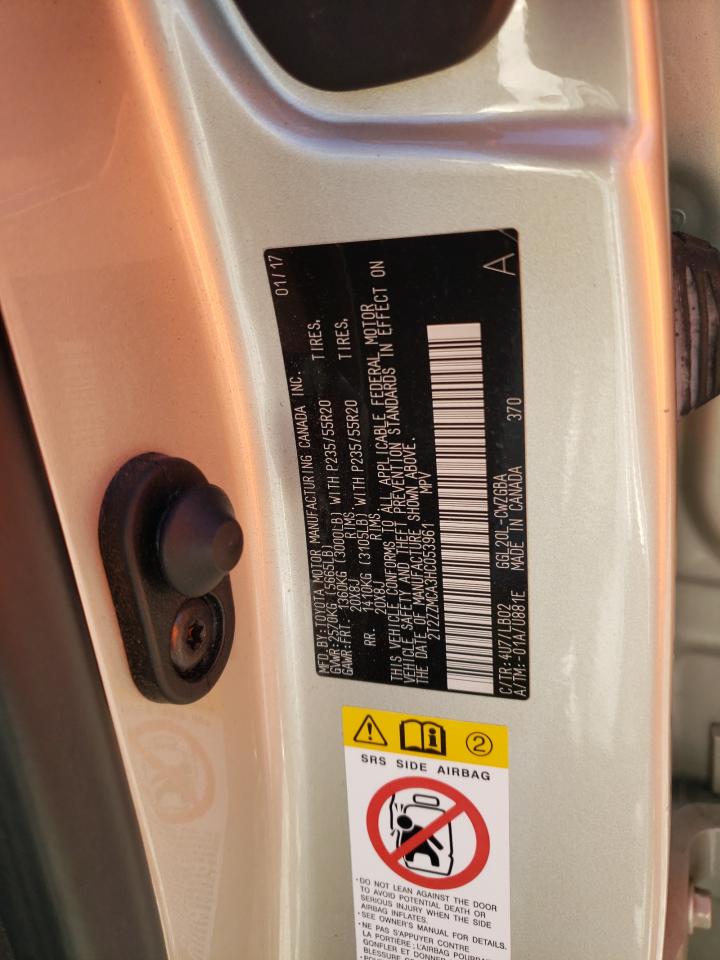 MFD BY: TOYOTA MOTOR MANUFACTURING CANADA INC. 01/17
GVWR: 2570KG (5665LB)
GAWR: FRT. 1360KG (3000LB) WITH P235/55R20 TIRES,
20X8J RIMS
RR. 1410KG (3105LB) WITH P235/55R20 TIRES,
20X8J RIMS
THIS VEHICLE CONFORMS TO ALL APPLICABLE FEDERAL MOTOR
VEHICLE SAFETY AND THEFT PREVENTION STANDARDS IN EFFECT ON
THE DATE OF MANUFACTURE SHOWN ABOVE.
2T2ZZMCA3HC053961 MPV
C/TR: 4U7/LB02 GGL20L-CWZGBA
A/TM: -01A/U881E MADE IN CANADA 370
A
2
SRS SIDE AIRBAG
・DO NOT LEAN AGAINST THE DOOR
TO AVOID POTENTIAL DEATH OR
SERIOUS INJURY WHEN THE SIDE
AIRBAG INFLATES.
・SEE OWNER'S MANUAL FOR DETAILS.
・NE PAS S'APPUYER CONTRE
LA PORTIÈRE; L'AIRBAG
GONFLER ET
BLESSURE